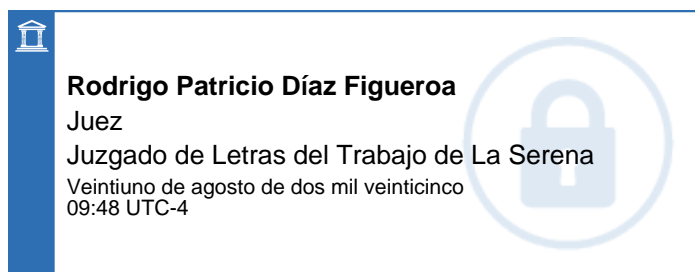 Rodrigo Patricio Díaz Figueroa
Juez
Juzgado de Letras del Trabajo de La Serena
Veintiuno de agosto de dos mil veinticinco
09:48 UTC-4